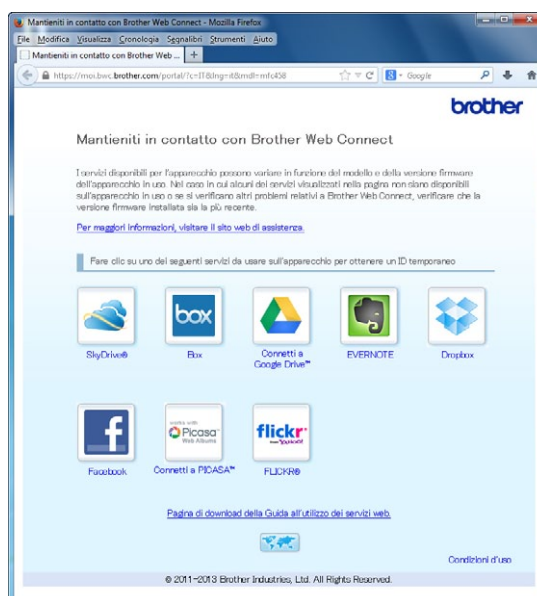 Mantieniti in contatto con Brother Web Connect - Mozilla Firefox
File Modifica Visualizza Cronologia Segnalibri Strumenti Aiuto
Mantieniti in contatto con Brother Web ... +
https://moi.bwc.brother.com/portal/?c=IT&lng=it&mdl=mfc458 Google
brother
Mantieniti in contatto con Brother Web Connect
I servizi disponibili per l'apparecchio possono variare in funzione del modello e della versione firmware
dell'apparecchio in uso. Nel caso in cui alcuni dei servizi visualizzati nella pagina non siano disponibili
sull'apparecchio in uso o se si verificano altri problemi relativi a Brother Web Connect, verificare che la
versione firmware installata sia la più recente.
Per maggiori informazioni, visitare il sito web di assistenza.
Fare clic su uno dei seguenti servizi da usare sull'apparecchio per ottenere un ID temporaneo
box
SkyDrive® Box Connetti a EVERNOTE Dropbox
Google Drive™
f works with Picasa™ Web Albums flickr from YAHOO!
Facebook Connetti a PICASA™ FLICKR®
Pagina di download della Guida all'utilizzo dei servizi web.
Condizioni d'uso
© 2011-2013 Brother Industries, Ltd. All Rights Reserved.